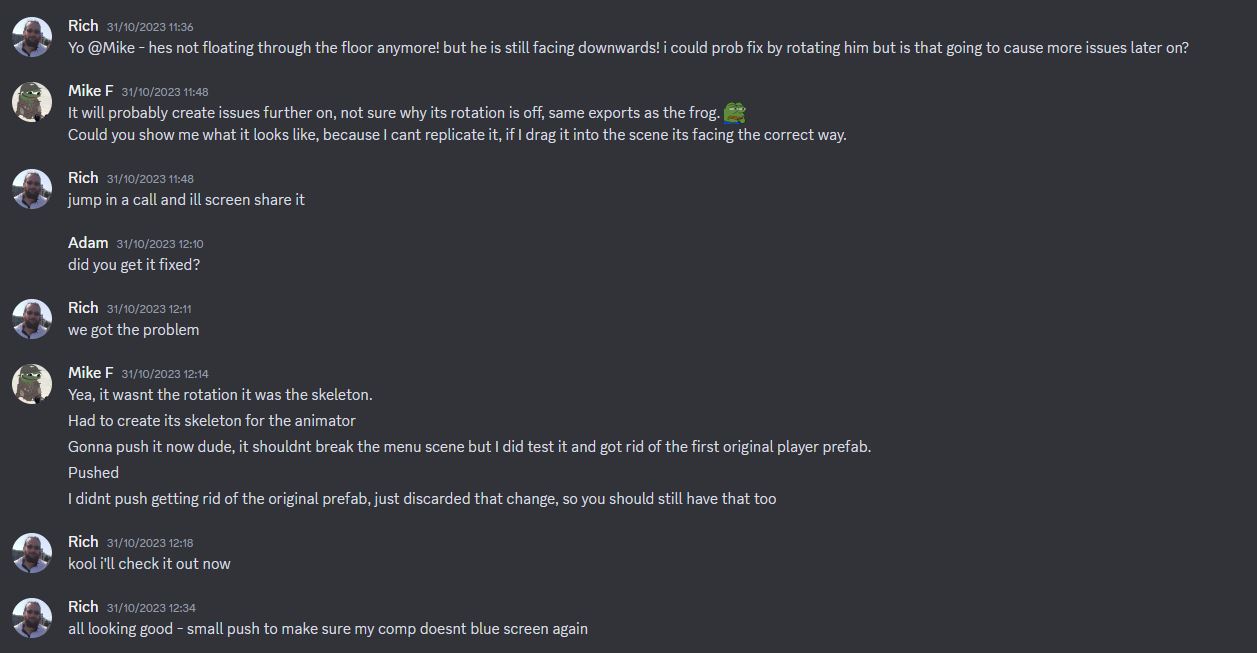 Rich 31/10/2023 11:36
Yo @Mike - hes not floating through the floor anymore! but he is still facing downwards! i could prob fix by rotating him but is that going to cause more issues later on?
Mike F 31/10/2023 11:48
It will probably create issues further on, not sure why its rotation is off, same exports as the frog.
Could you show me what it looks like, because I cant replicate it, if I drag it into the scene its facing the correct way.
Rich 31/10/2023 11:48
jump in a call and ill screen share it
Adam 31/10/2023 12:10
did you get it fixed?
Rich 31/10/2023 12:11
we got the problem
Mike F 31/10/2023 12:14
Yea, it wasnt the rotation it was the skeleton.
Had to create its skeleton for the animator
Gonna push it now dude, it shouldnt break the menu scene but I did test it and got rid of the first original player prefab.
Pushed
I didnt push getting rid of the original prefab, just discarded that change, so you should still have that too
Rich 31/10/2023 12:18
kool i'll check it out now
Rich 31/10/2023 12:34
all looking good - small push to make sure my comp doesnt blue screen again